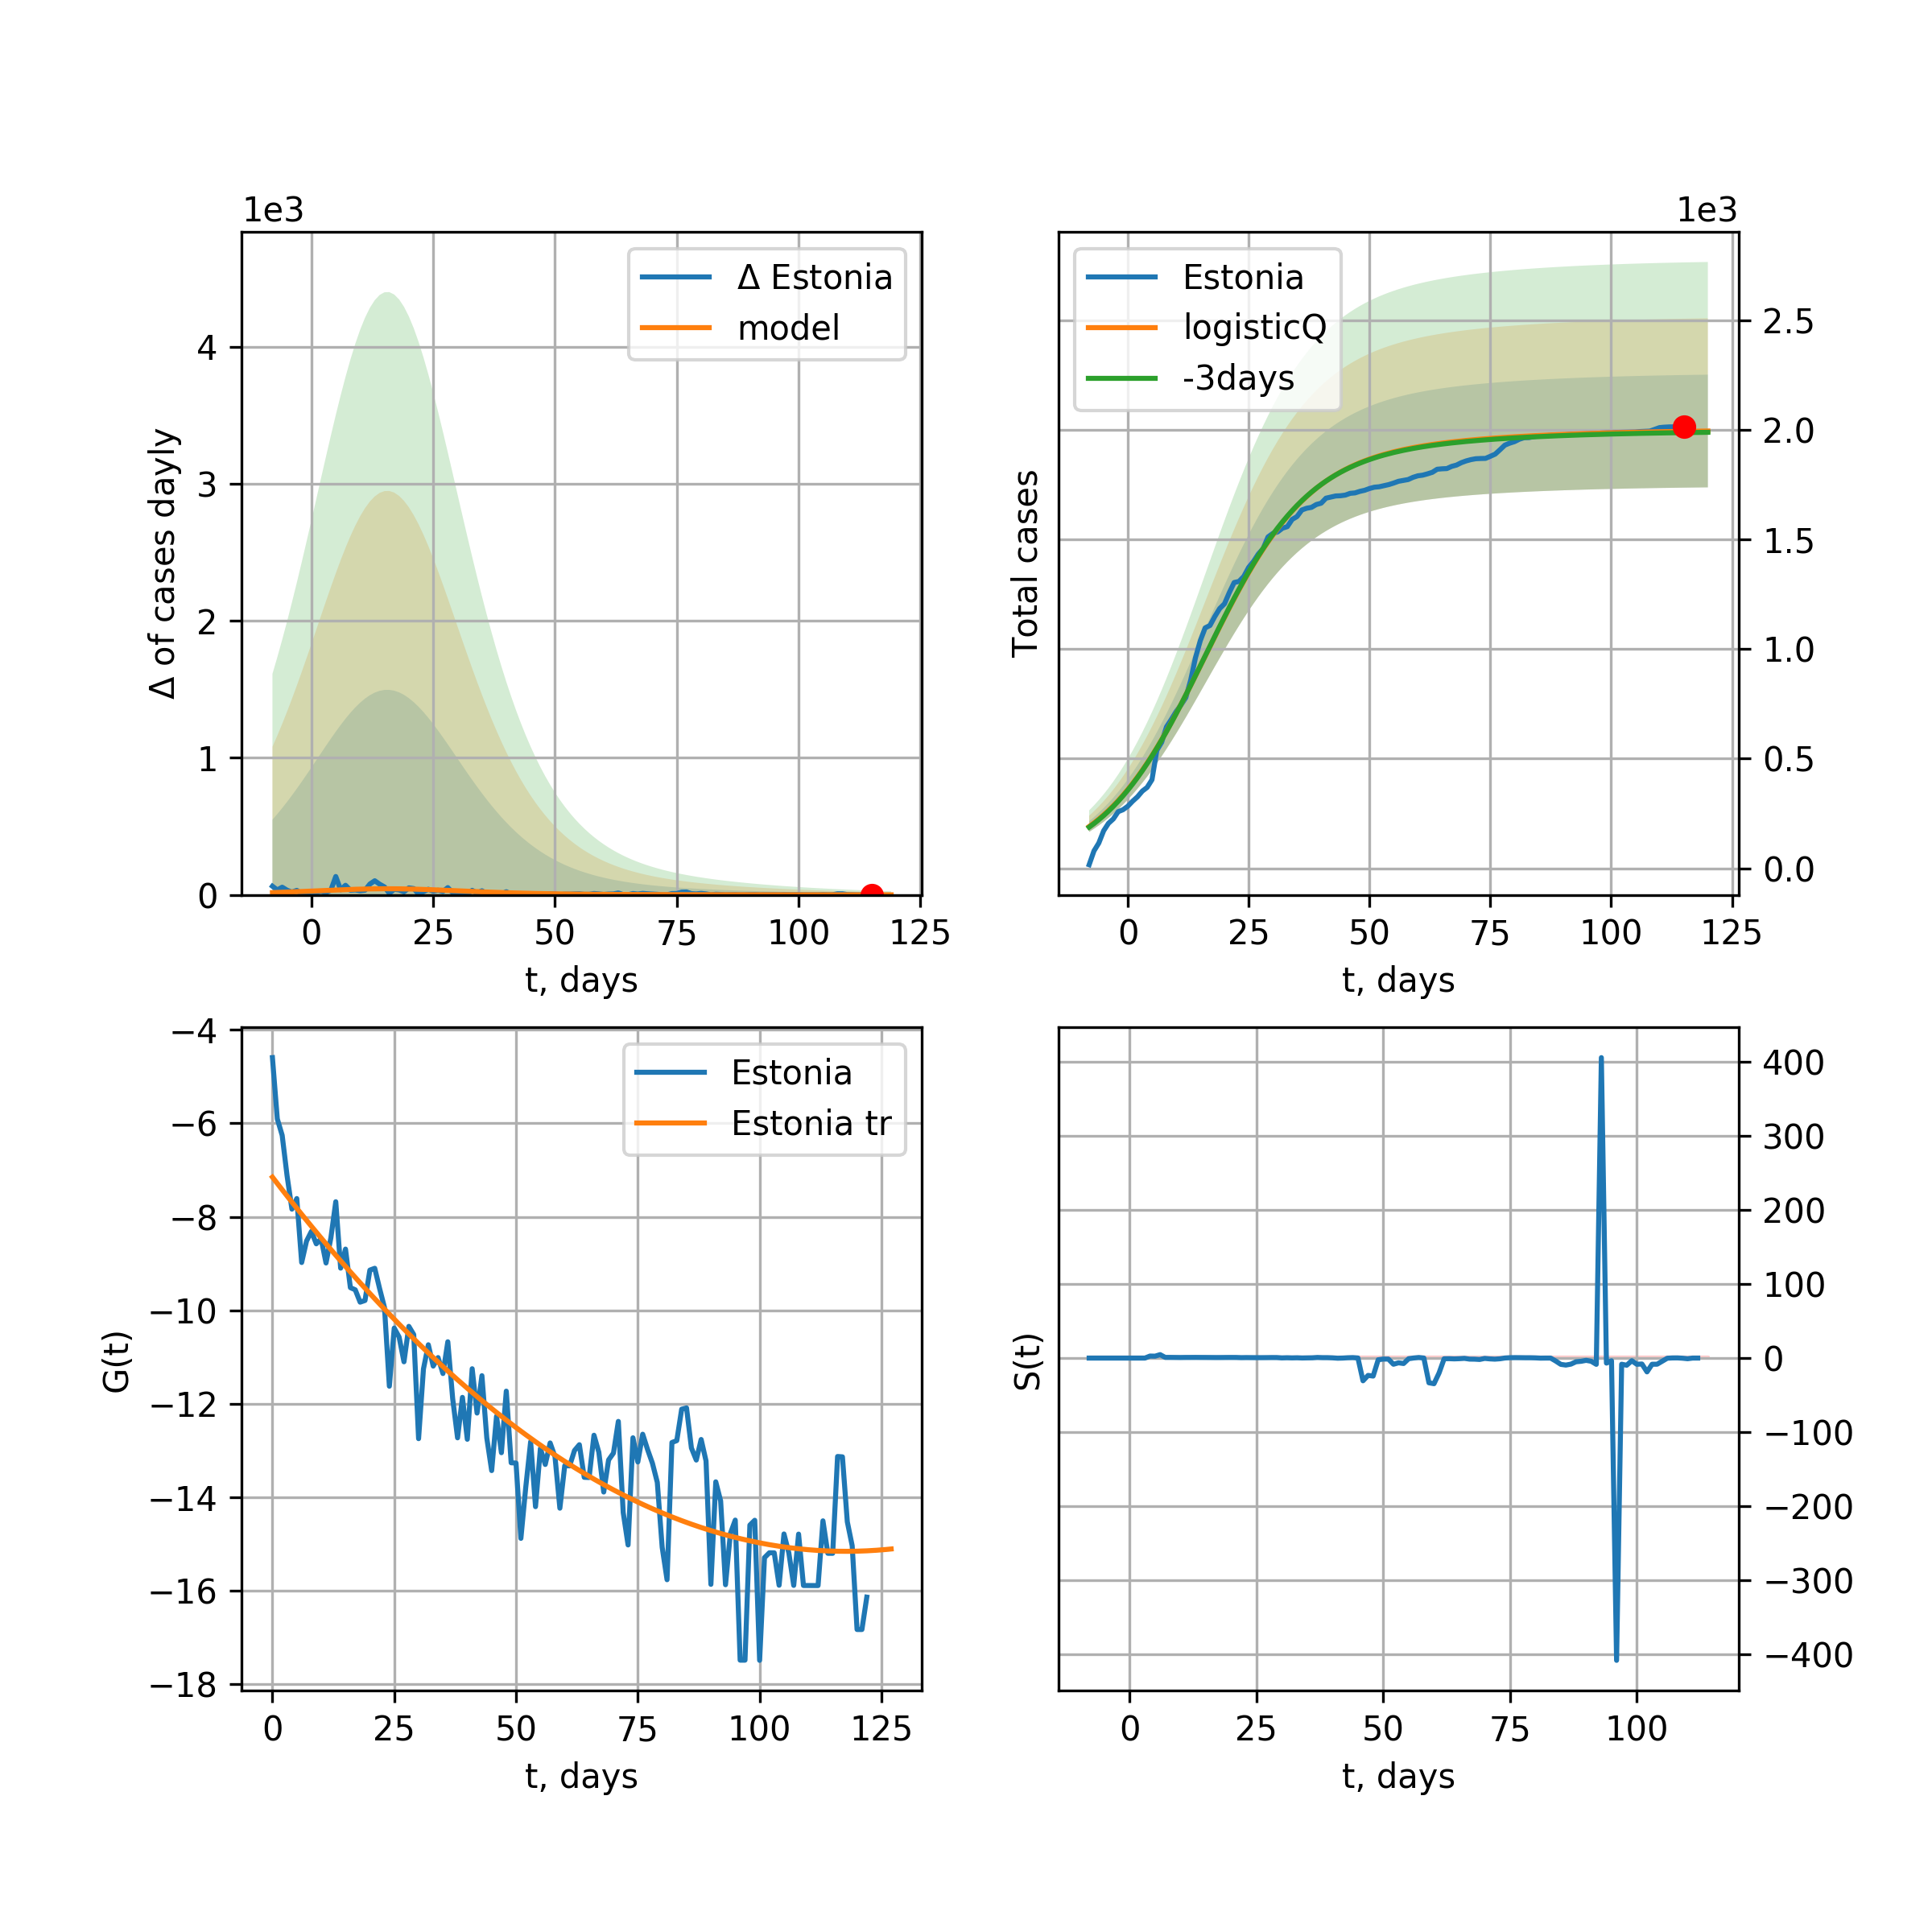 1e3
Δ Estonia
model
Δ of cases dayly
4
3
2
1
0
0 25 50 75 100 125
t, days
1e3
Estonia
logisticQ
-3days
Total cases
2.5
2.0
1.5
1.0
0.5
0.0
0 25 50 75 100 125
t, days
Estonia
Estonia tr
G(t)
−4
−6
−8
−10
−12
−14
−16
−18
0 25 50 75 100 125
t, days
S(t)
400
300
200
100
0
−100
−200
−300
−400
0 25 50 75 100
t, days